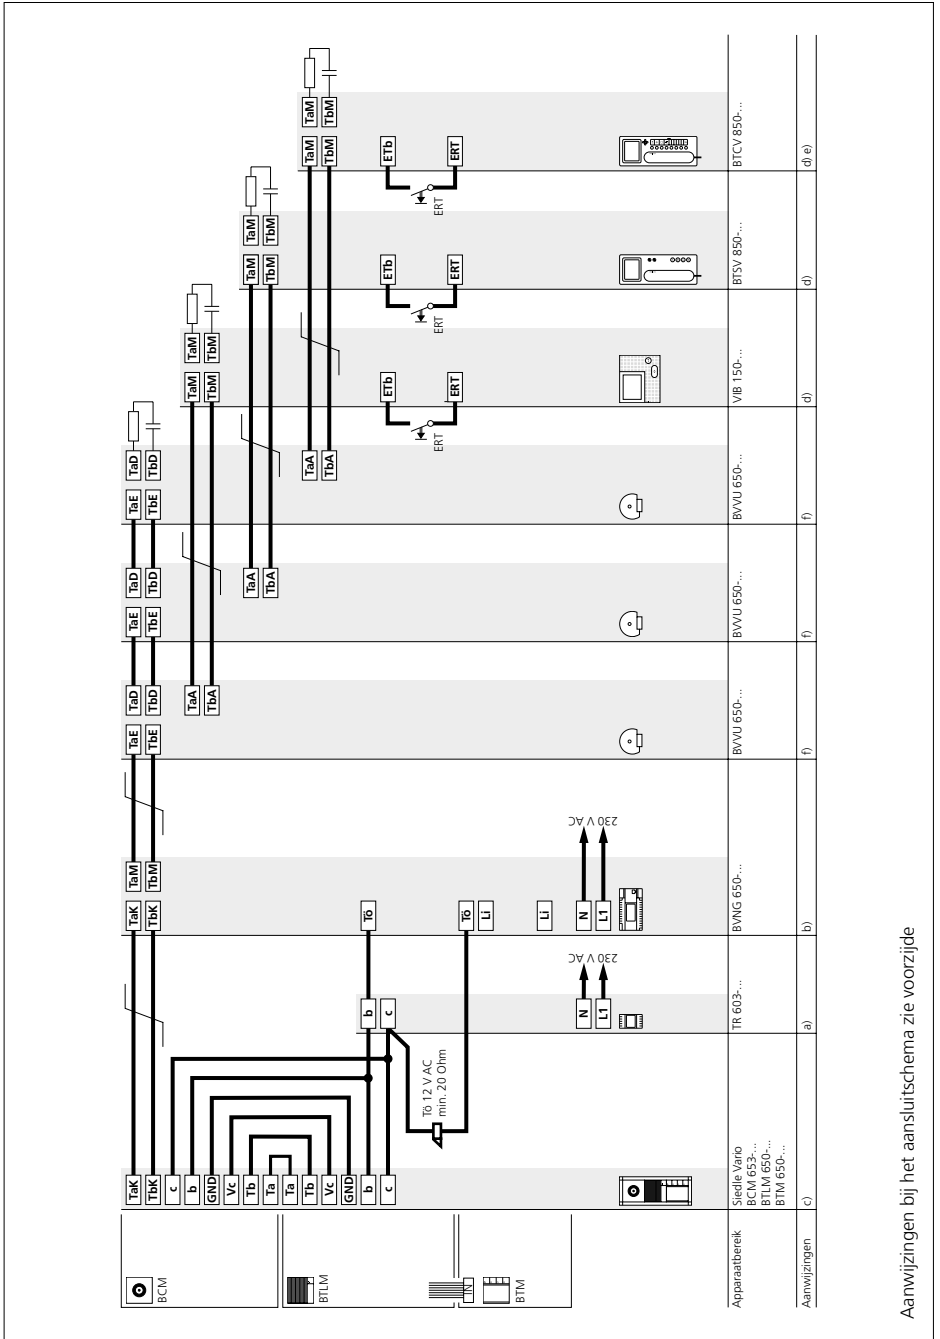 TaK TaK TaM TaE TaD TaE TaD TaE TaD
TbK TbK TbM TbE TbD TbE TbD TbE TbD
BCM
c
b TaA TaM TaM
GND TbA TbM TbM
Vc
Tb TaA TaM TaM
Ta TbA TbM TbM
Ta
Tb TaA TaM TaM
BTLM
Vc TbA TbM TbM
GND
b b Tö
c c ETb ETb ETb
Tö 12 V AC
min. 20 Ohm
ERT ERT ERT
ERT ERT ERT
IN
Tö
Li
BTM
Li
N N
L1 230 V AC L1 230 V AC
Apparaatbereik
Siedle Vario
BCM 653-...
BTLM 650-...
BTM 650-...
TR 603-...
BVNG 650-...
BVVU 650-...
BVVU 650-...
BVVU 650-...
VIB 150-...
BTSV 850-...
BTCV 850-...
Aanwijzingen
c)
a)
b)
f)
f)
f)
d)
d)
d) e)
Aanwijzingen bij het aansluitschema zie voorzijde